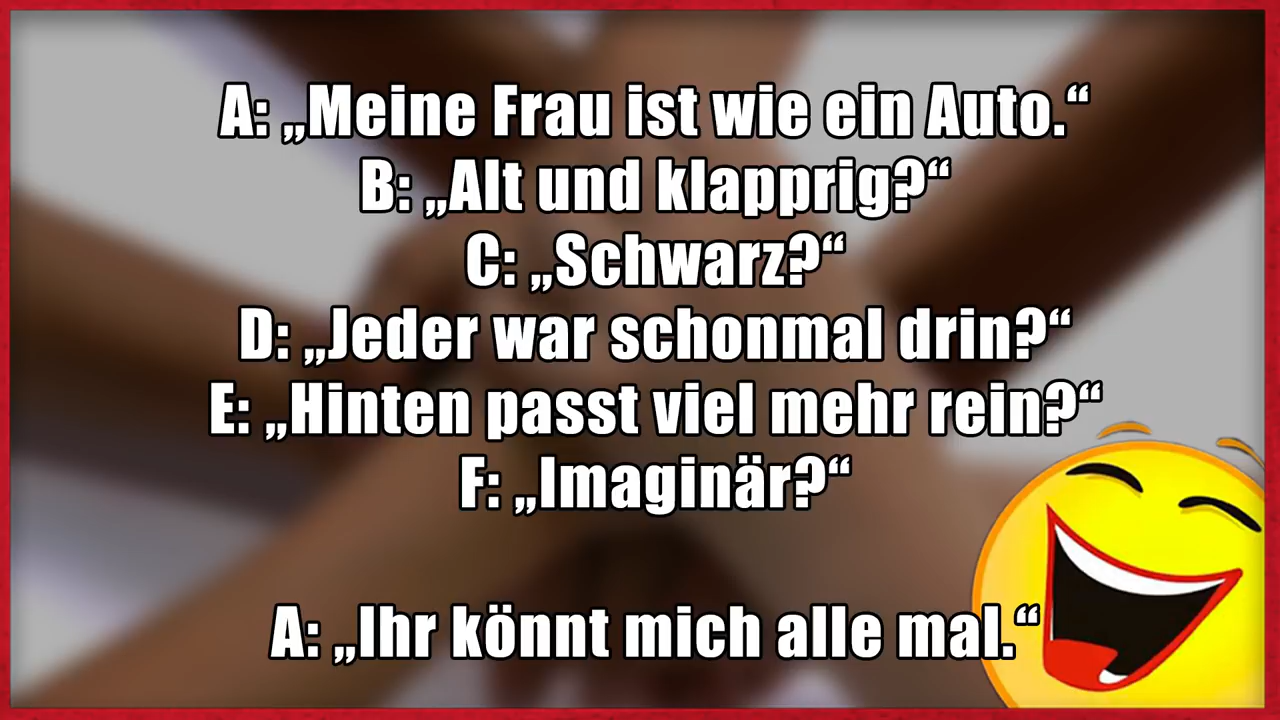 A: „Meine Frau ist wie ein Auto.“
B: „Alt und klapprig?“
C: „Schwarz?“
D: „Jeder war schonmal drin?“
E: „Hinten passt viel mehr rein?“
F: „Imaginär?“
A: „Ihr könnt mich alle mal.“